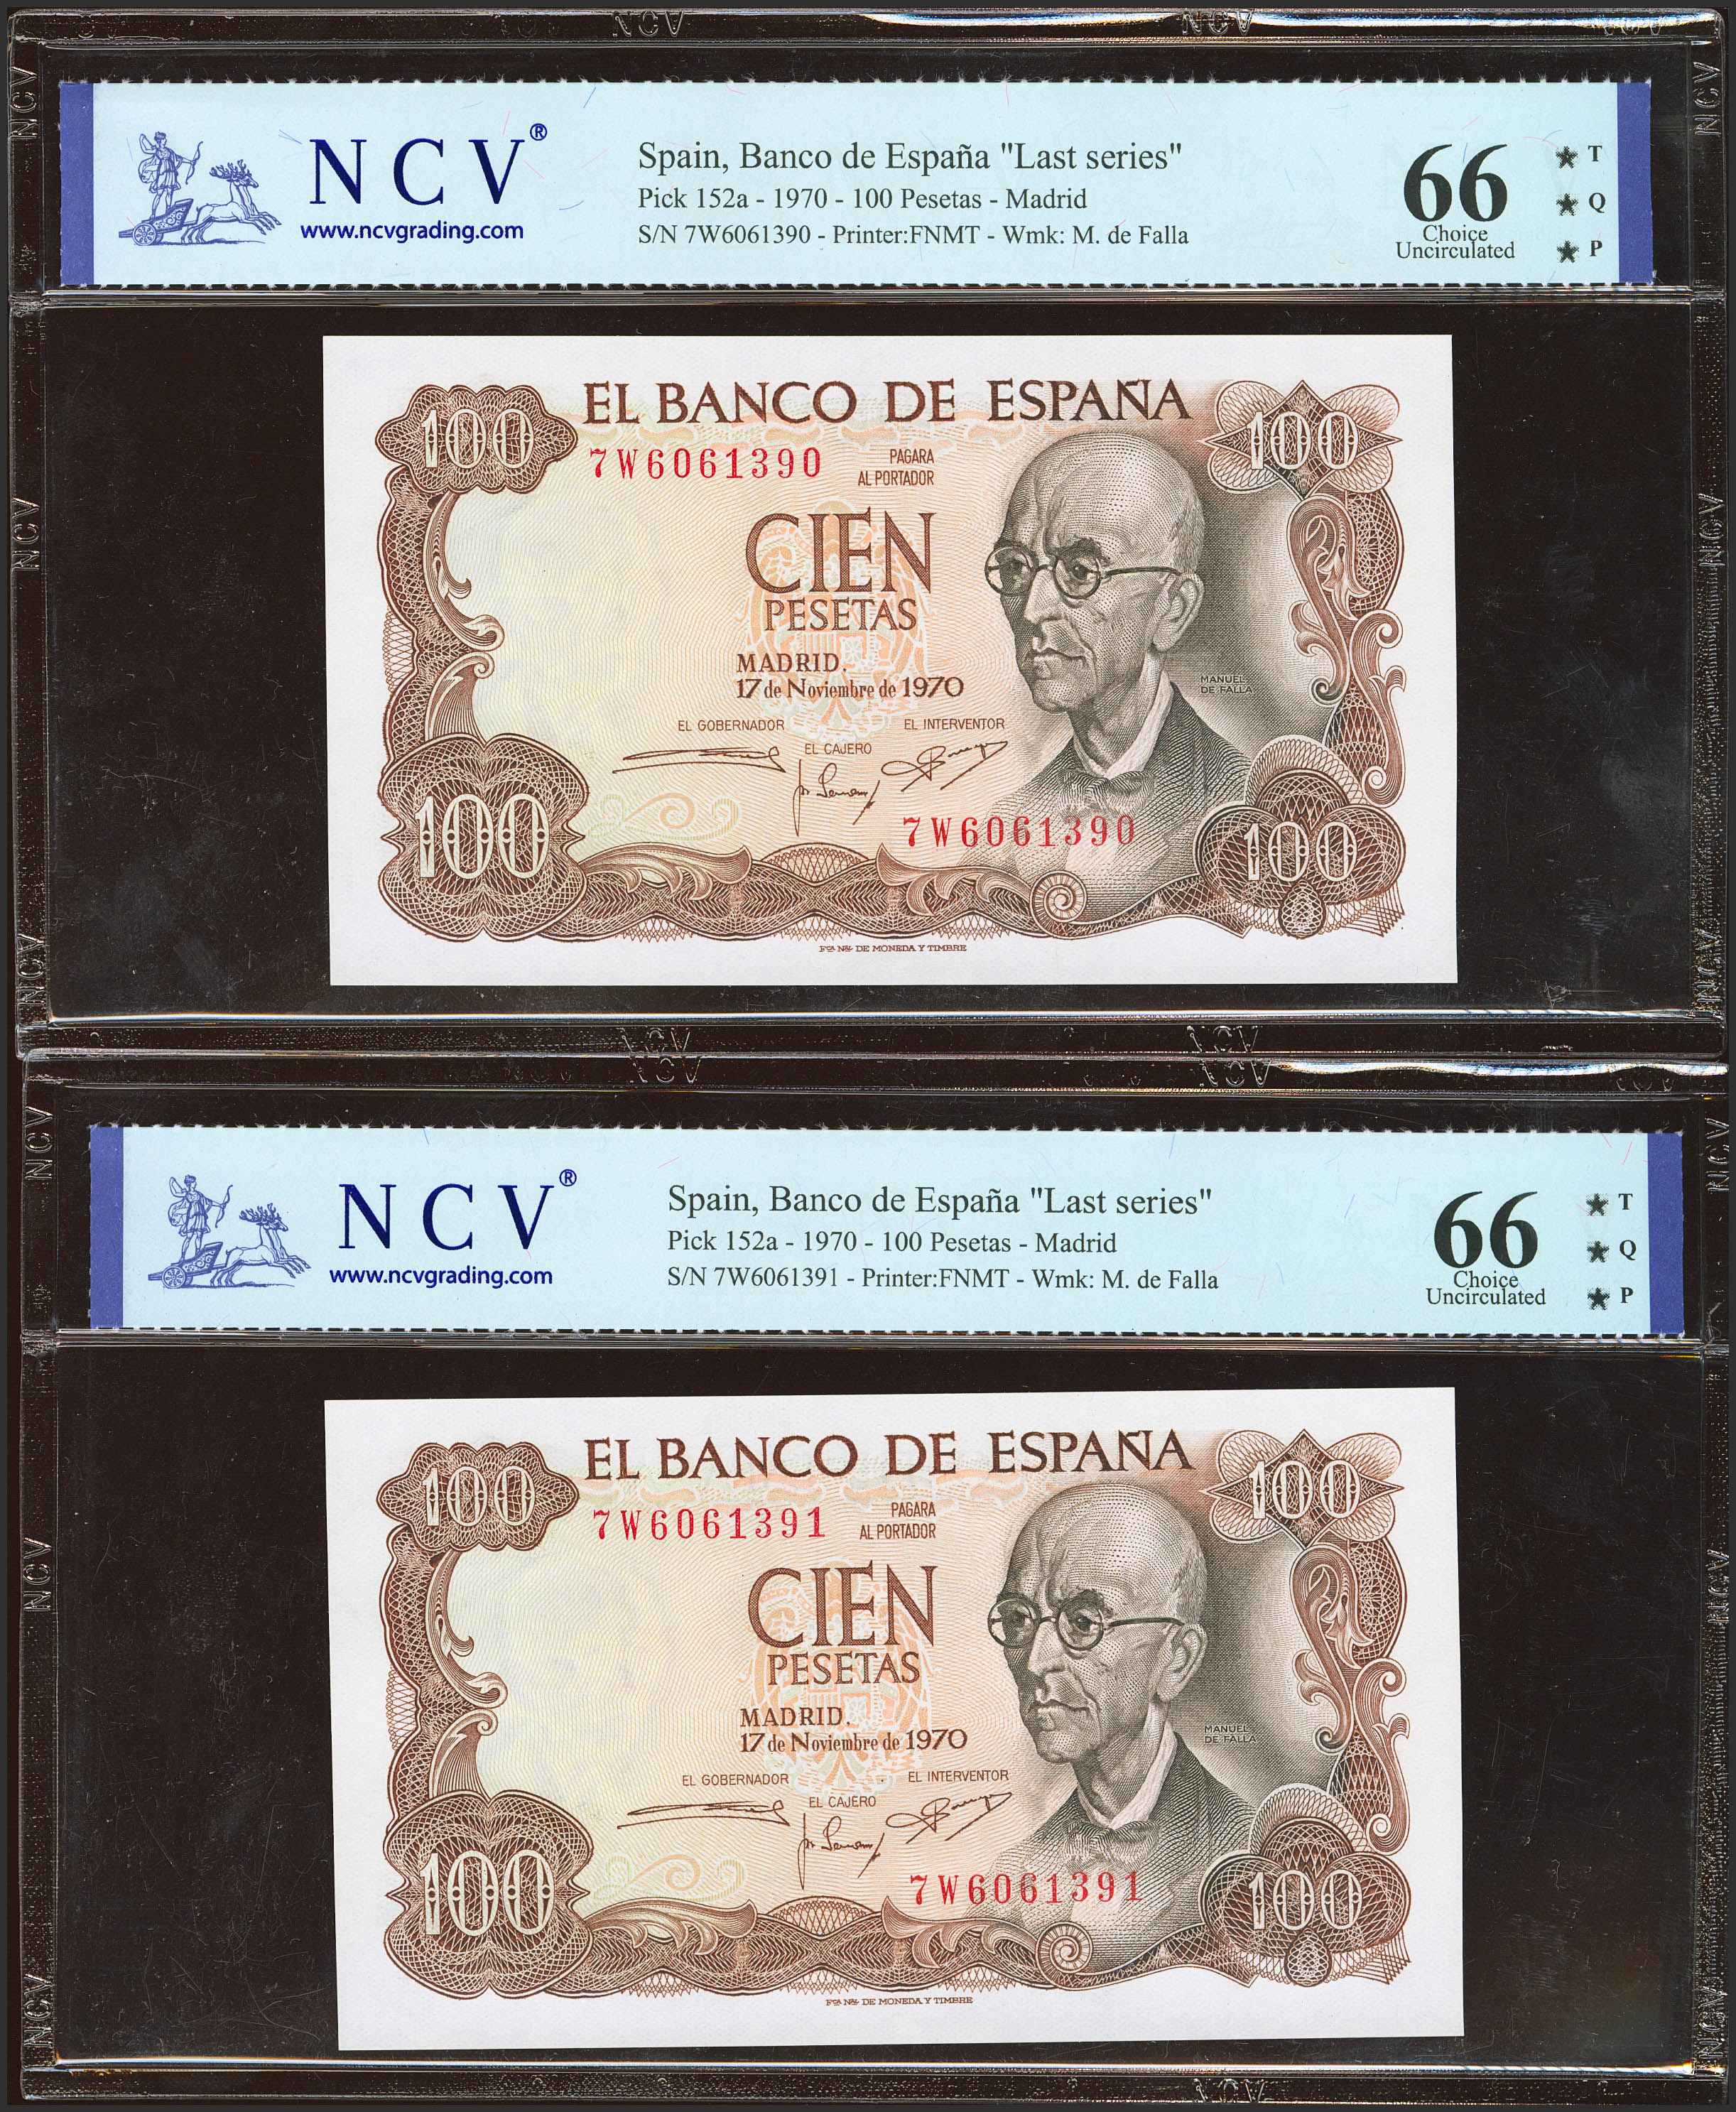 NCV®
www.ncvgrading.com
Spain, Banco de España "Last series"
Pick 152a - 1970 - 100 Pesetas - Madrid
S/N 7W6061390 - Printer:FNMT - Wmk: M. de Falla
66
Choice
Uncirculated
★ T
★ Q
★ P
100
EL BANCO DE ESPAÑA
100
7W6061390
PAGARA
AL PORTADOR
CIEN
PESETAS
MADRID.
17 de Noviembre de 1970
MANUEL
DE FALLA
EL GOBERNADOR
EL INTERVENTOR
EL CAJERO
7W6061390
100
100
Fca. Nal. DE MONEDA Y TIMBRE
NCV®
www.ncvgrading.com
Spain, Banco de España "Last series"
Pick 152a - 1970 - 100 Pesetas - Madrid
S/N 7W6061391 - Printer:FNMT - Wmk: M. de Falla
66
Choice
Uncirculated
★ T
★ Q
★ P
100
EL BANCO DE ESPAÑA
100
7W6061391
PAGARA
AL PORTADOR
CIEN
PESETAS
MADRID.
17 de Noviembre de 1970
MANUEL
DE FALLA
EL GOBERNADOR
EL INTERVENTOR
EL CAJERO
7W6061391
100
100
Fca. Nal. DE MONEDA Y TIMBRE
NCV
NCV
NCV
NCV
NCV
NCV
NCV
NCV